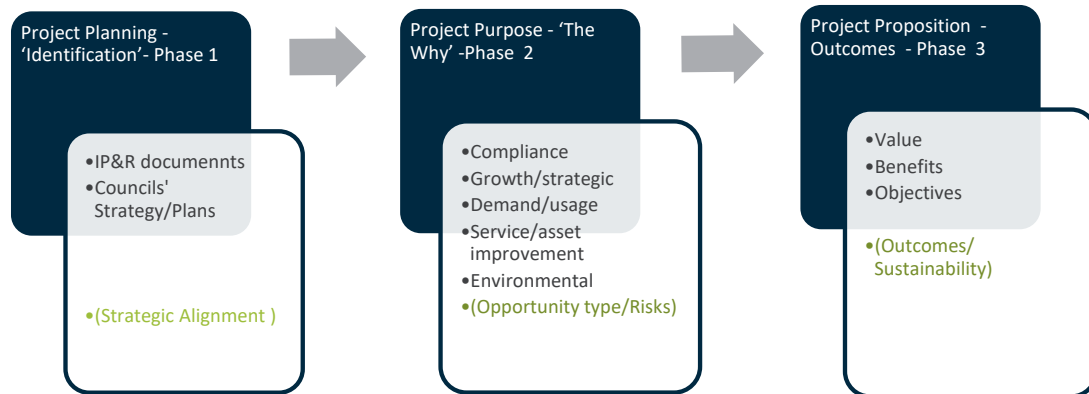 Project Planning -
‘Identification’- Phase 1
•IP&R documennts
•Councils'
Strategy/Plans
•(Strategic Alignment )
Project Purpose - ‘The
Why’ -Phase 2
•Compliance
•Growth/strategic
•Demand/usage
•Service/asset
improvement
•Environmental
•(Opportunity type/Risks)
Project Proposition -
Outcomes - Phase 3
•Value
•Benefits
•Objectives
•(Outcomes/
Sustainability)